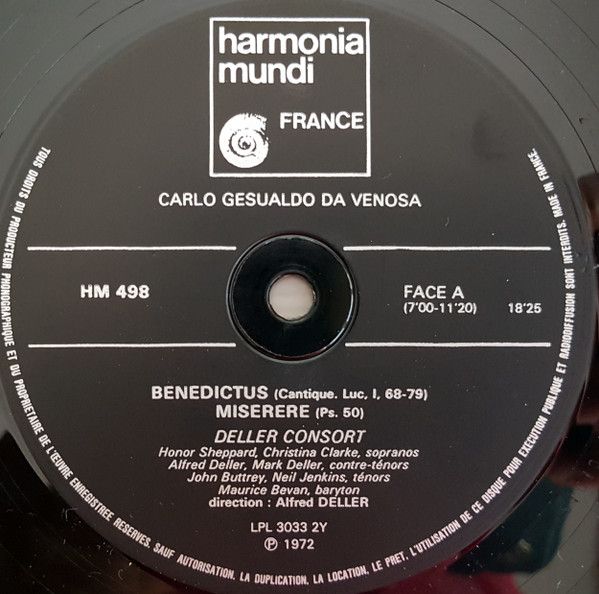 harmonia
mundi
FRANCE
CARLO GESUALDO DA VENOSA
HM 498
FACE A
(7'00-11'20) 18'25
BENEDICTUS (Cantique. Luc, I, 68-79)
MISERERE (Ps. 50)
DELLER CONSORT
Honor Sheppard, Christina Clarke, sopranos
Alfred Deller, Mark Deller, contre-ténors
John Buttrey, Neil Jenkins, ténors
Maurice Bevan, baryton
direction : Alfred DELLER
LPL 3033 2Y
℗ 1972
TOUS DROITS DU PRODUCTEUR PHONOGRAPHIQUE ET DU PROPRIETAIRE DE L'ŒUVRE ENREGISTREE RESERVES. SAUF AUTORISATION, LA DUPLICATION, LA LOCATION, LE PRET, L'UTILISATION DE CE DISQUE POUR EXECUTION PUBLIQUE ET RADIODIFFUSION SONT INTERDITS. MADE IN FRANCE.